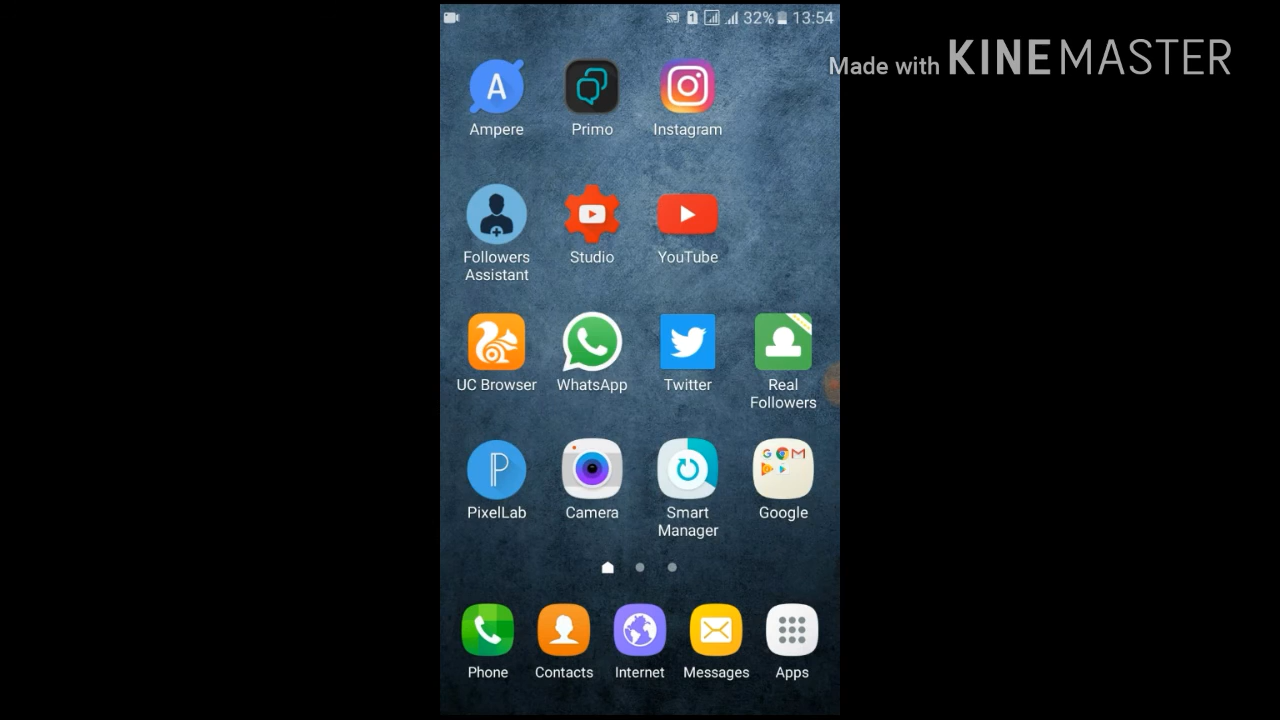 32% 13:54
Made with KINEMASTER
Ampere Primo Instagram
Followers Assistant Studio YouTube
UC Browser WhatsApp Twitter Real Followers
PixelLab Camera Smart Manager Google
Phone Contacts Internet Messages Apps